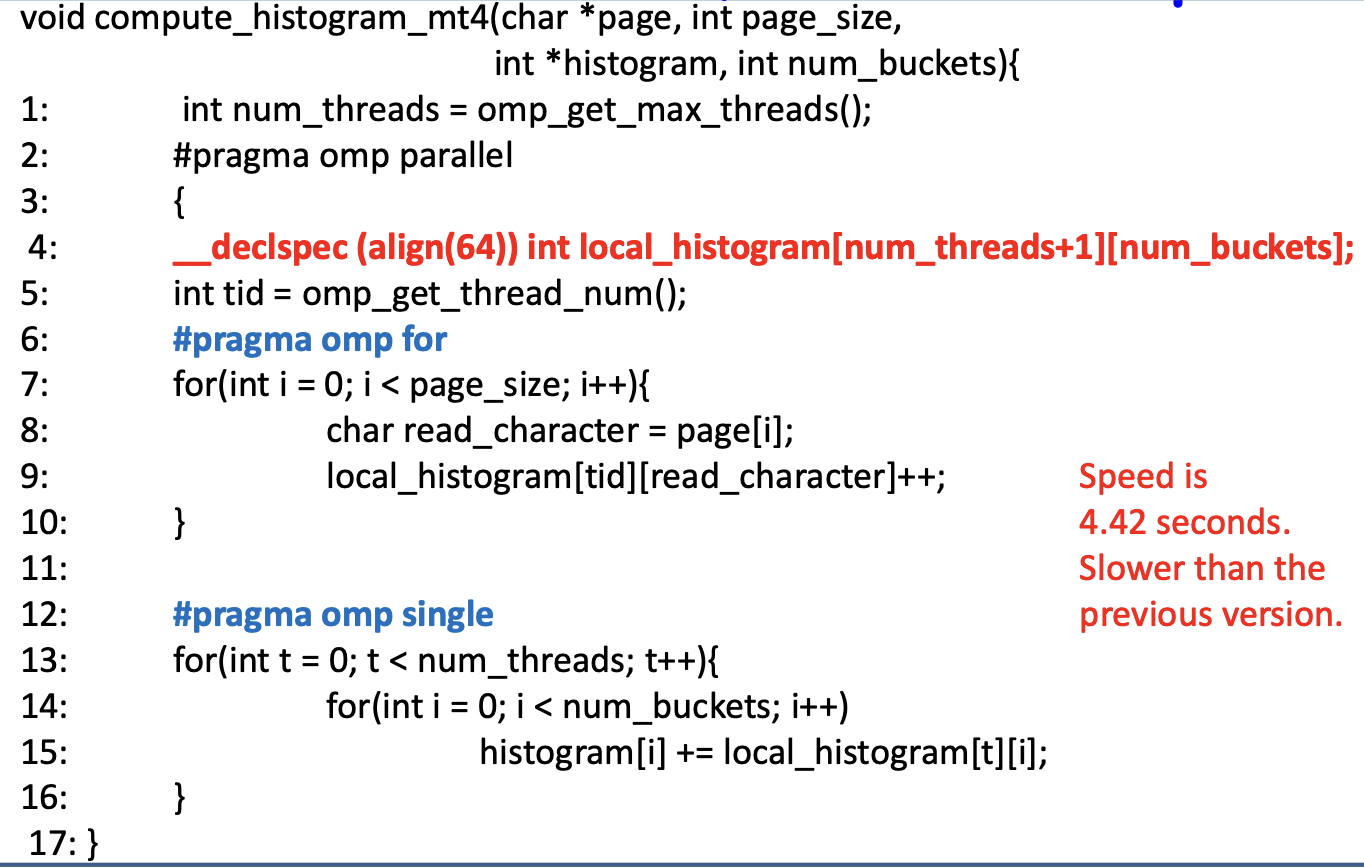 void compute_histogram_mt4(char *page, int page_size,
int *histogram, int num_buckets){
1: int num_threads = omp_get_max_threads();
2: #pragma omp parallel
3: {
4: __declspec (align(64)) int local_histogram[num_threads+1][num_buckets];
5: int tid = omp_get_thread_num();
6: #pragma omp for
7: for(int i = 0; i < page_size; i++){
8: char read_character = page[i];
9: local_histogram[tid][read_character]++; Speed is
10: } 4.42 seconds.
11: Slower than the
12: #pragma omp single previous version.
13: for(int t = 0; t < num_threads; t++){
14: for(int i = 0; i < num_buckets; i++)
15: histogram[i] += local_histogram[t][i];
16: }
17: }